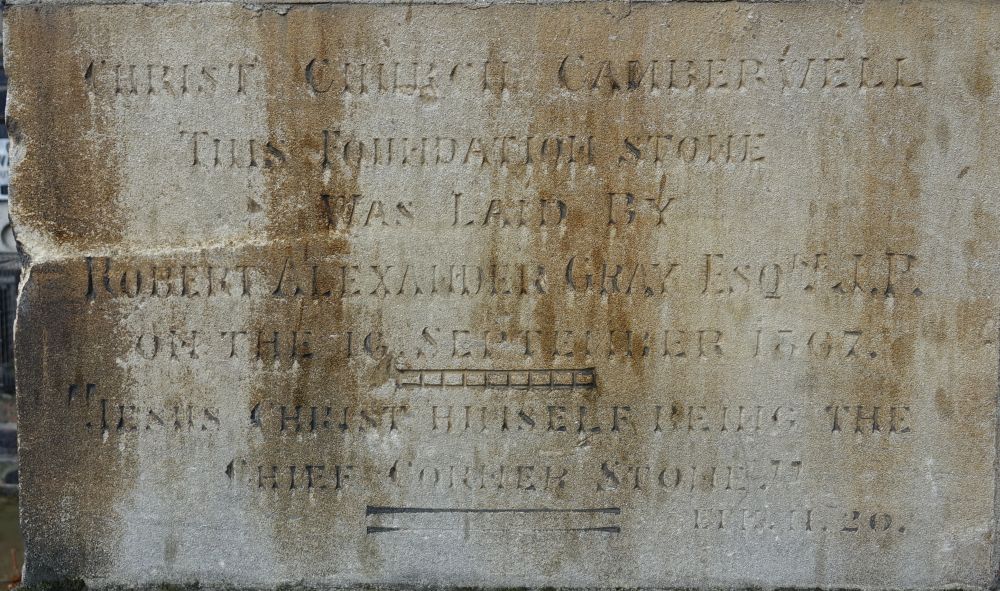 CHRIST CHURCH CAMBERWELL
THIS FOUNDATION STONE
WAS LAID BY
ROBERT ALEXANDER GRAY ESQRE J.P.
ON THE 16 SEPTEMBER 1867.
"JESUS CHRIST HIMSELF BEING THE
CHIEF CORNER STONE."
EPH. II. 20.